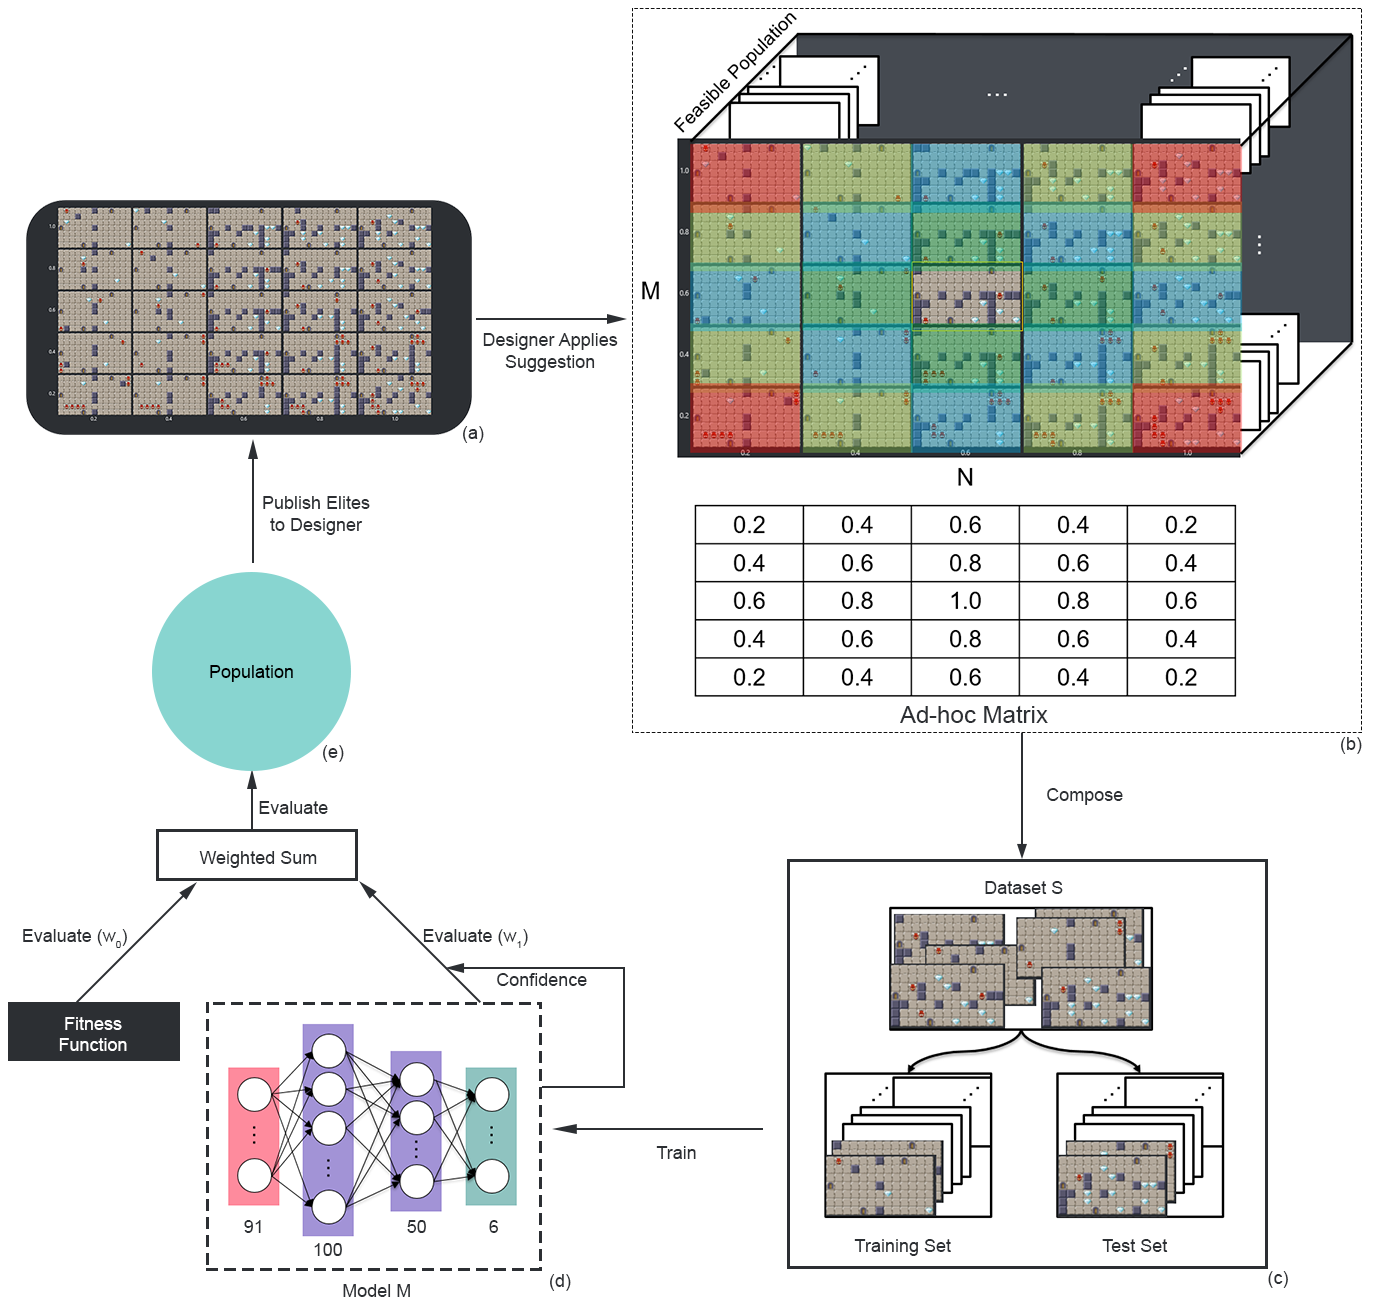 Feasible Population
...
1.0
0.8
0.6
0.4
0.2
0.2
0.4
0.6
0.8
1.0
M
N
1.0
0.8
0.6
0.4
0.2
0.2
0.4
0.6
0.8
1.0
(a)
Designer Applies
Suggestion
0.2 0.4 0.6 0.4 0.2
0.4 0.6 0.8 0.6 0.4
0.6 0.8 1.0 0.8 0.6
0.4 0.6 0.8 0.6 0.4
0.2 0.4 0.6 0.4 0.2
Ad-hoc Matrix
(b)
Publish Elites
to Designer
Population
(e)
Evaluate
Weighted Sum
Evaluate (w0)
Evaluate (w1)
Confidence
Fitness
Function
91
100
50
6
Model M
(d)
Compose
Dataset S
Training Set
Test Set
(c)
Train